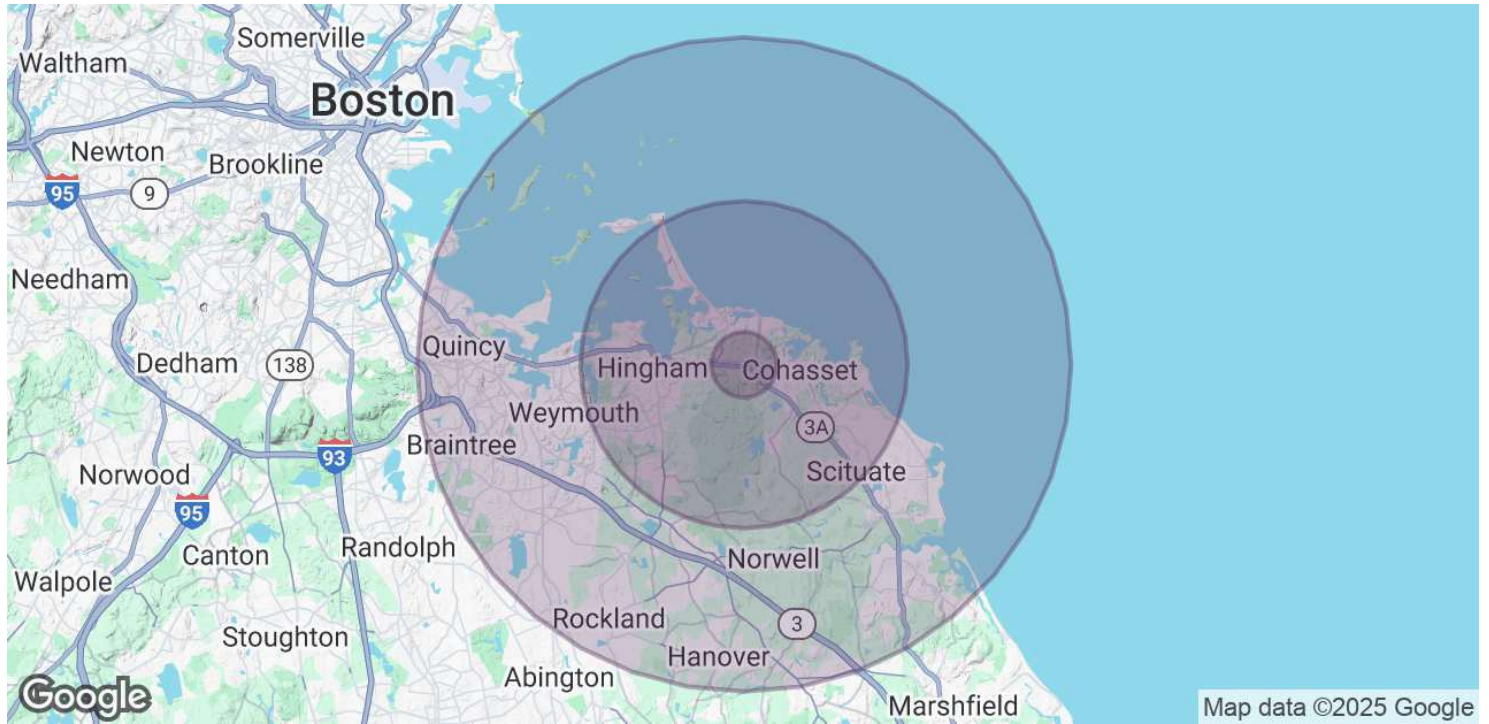 Somerville
Waltham
Boston
Newton
Brookline
95
9
Needham
Quincy
Dedham
138
Hingham
Cohasset
Weymouth
3A
Braintree
93
Scituate
Norwood
95
Canton
Randolph
Norwell
Walpole
Rockland
3
Stoughton
Hanover
Abington
Marshfield
Google
Map data ©2025 Google